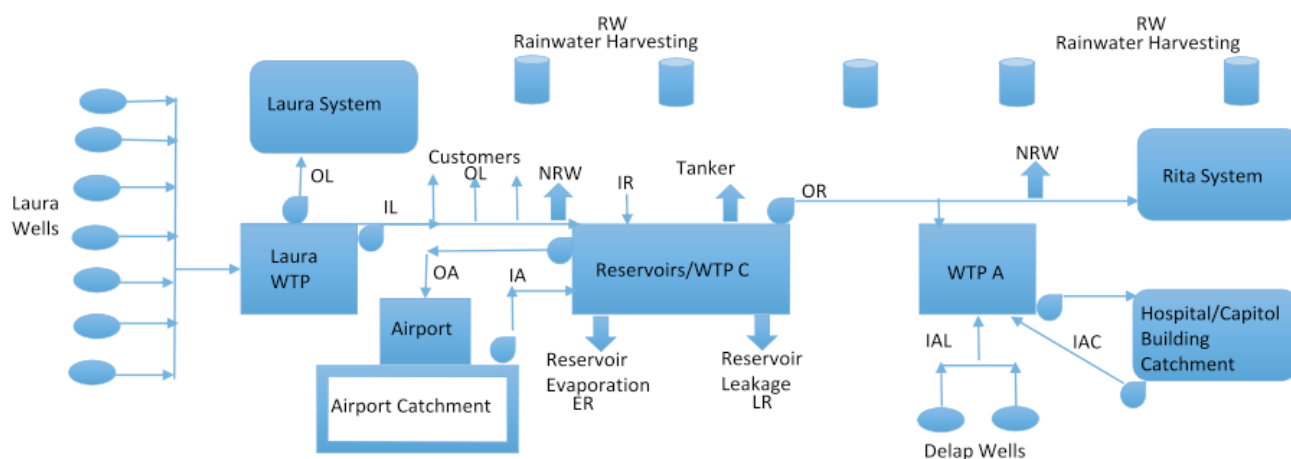 RW
Rainwater Harvesting
RW
Rainwater Harvesting
Laura System
Customers
OL
NRW
Tanker
NRW
Rita System
OL
IL
IR
OR
Laura
Wells
Laura
WTP
Reservoirs/WTP C
WTP A
OA
IA
Airport
Hospital/Capitol
Building
Catchment
IAL
IAC
Reservoir
Evaporation
ER
Reservoir
Leakage
LR
Airport Catchment
Delap Wells